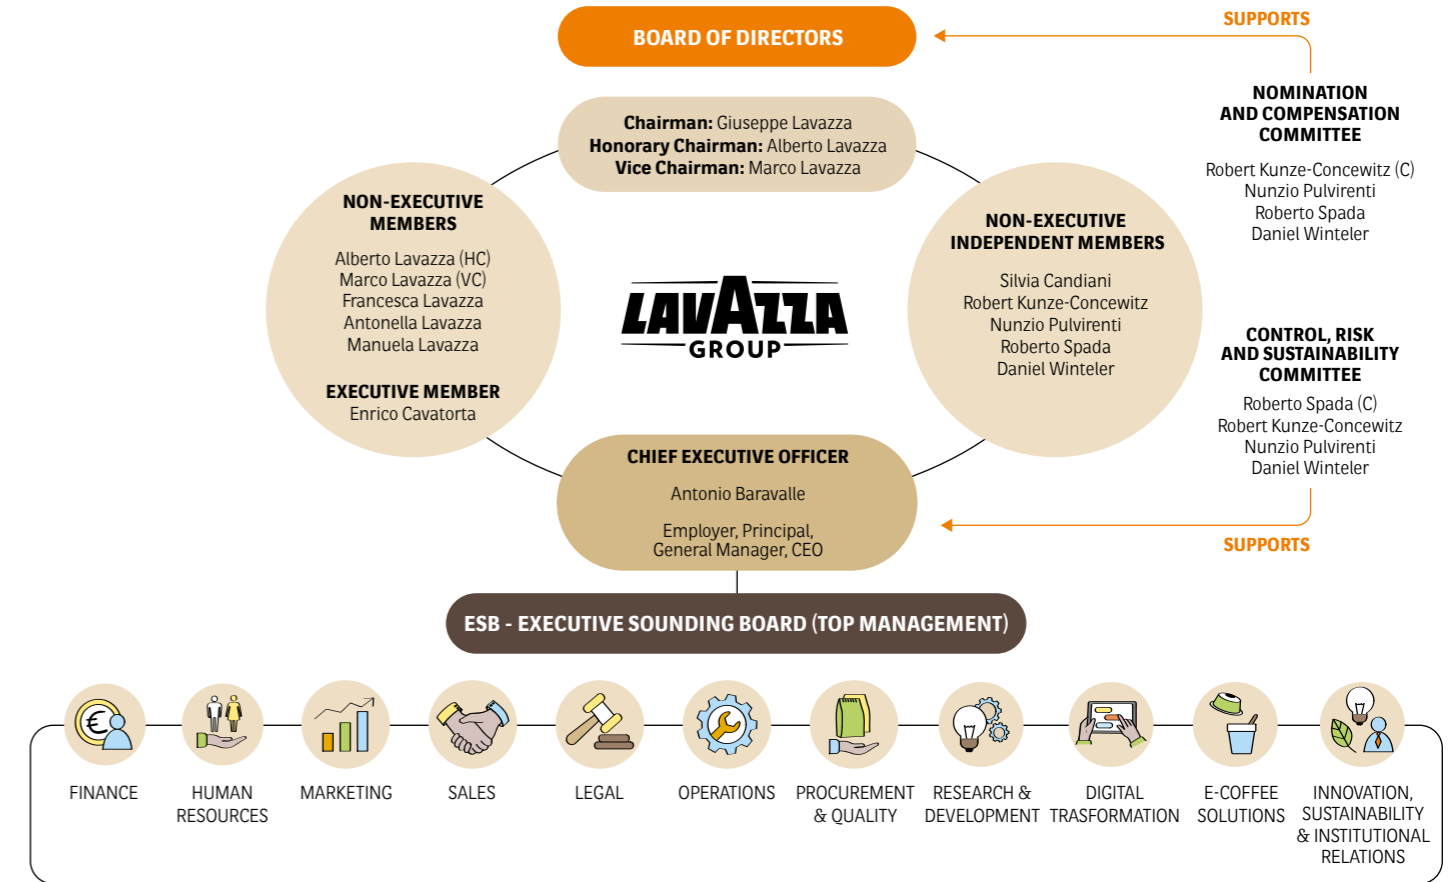 SUPPORTS
BOARD OF DIRECTORS
NOMINATION
AND COMPENSATION
COMMITTEE
Robert Kunze-Concewitz (C)
Nunzio Pulvirenti
Roberto Spada
Daniel Winteler
Chairman: Giuseppe Lavazza
Honorary Chairman: Alberto Lavazza
Vice Chairman: Marco Lavazza
NON-EXECUTIVE
MEMBERS
Alberto Lavazza (HC)
Marco Lavazza (VC)
Francesca Lavazza
Antonella Lavazza
Manuela Lavazza
EXECUTIVE MEMBER
Enrico Cavatorta
LAVAZZA
GROUP
NON-EXECUTIVE
INDEPENDENT MEMBERS
Silvia Candiani
Robert Kunze-Concewitz
Nunzio Pulvirenti
Roberto Spada
Daniel Winteler
CONTROL, RISK
AND SUSTAINABILITY
COMMITTEE
Roberto Spada (C)
Robert Kunze-Concewitz
Nunzio Pulvirenti
Daniel Winteler
SUPPORTS
CHIEF EXECUTIVE OFFICER
Antonio Baravalle
Employer, Principal,
General Manager, CEO
ESB - EXECUTIVE SOUNDING BOARD (TOP MANAGEMENT)
€
FINANCE
HUMAN
RESOURCES
MARKETING
SALES
LEGAL
OPERATIONS
PROCUREMENT
& QUALITY
RESEARCH &
DEVELOPMENT
DIGITAL
TRASFORMATION
E-COFFEE
SOLUTIONS
INNOVATION,
SUSTAINABILITY
& INSTITUTIONAL
RELATIONS